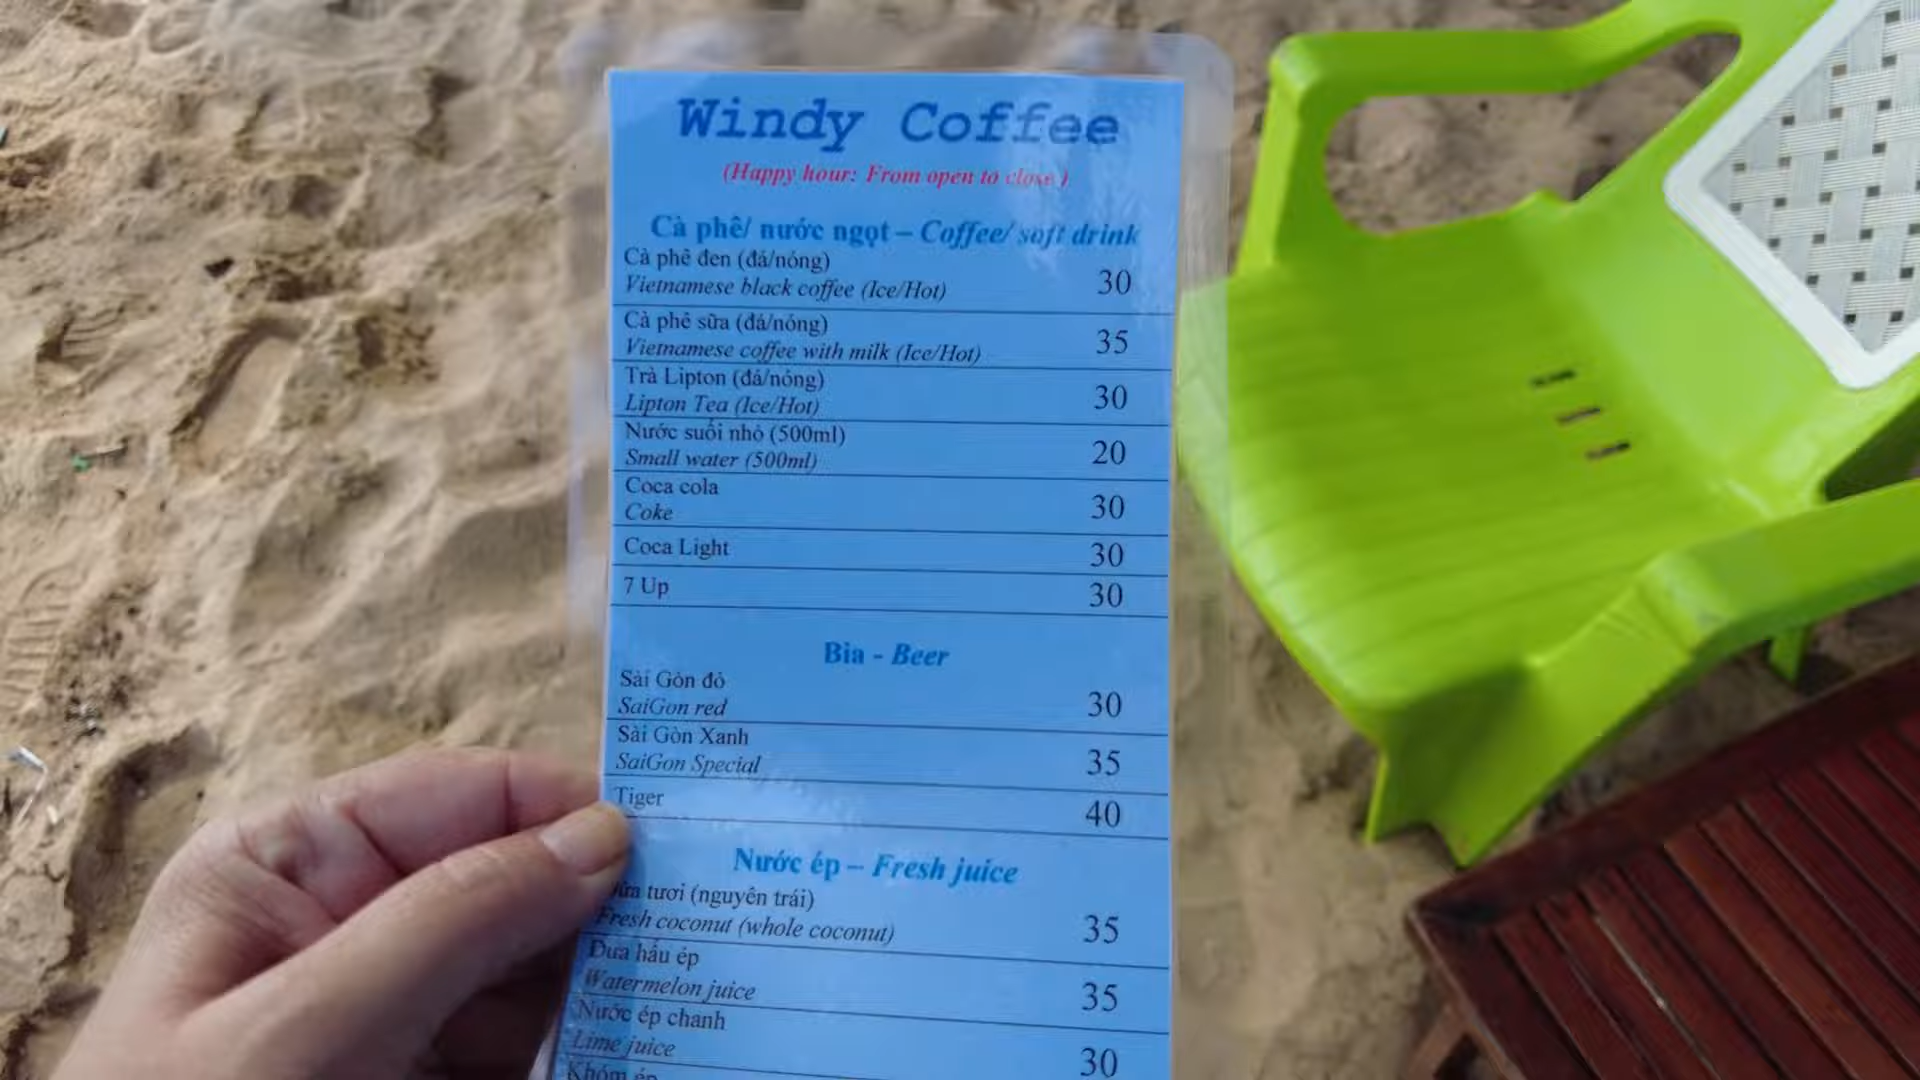 Windy Coffee
(Happy hour: From open to close )
Cà phê/ nước ngọt – Coffee/ soft drink
Cà phê đen (đá/nóng)
Vietnamese black coffee (Ice/Hot) 30
Cà phê sữa (đá/nóng)
Vietnamese coffee with milk (Ice/Hot) 35
Trà Lipton (đá/nóng)
Lipton Tea (Ice/Hot) 30
Nước suối nhỏ (500ml)
Small water (500ml) 20
Coca cola
Coke 30
Coca Light 30
7 Up 30
Bia - Beer
Sài Gòn đỏ
SaiGon red 30
Sài Gòn Xanh
SaiGon Special 35
Tiger 40
Nước ép – Fresh juice
tươi (nguyên trái)
Fresh coconut (whole coconut) 35
Dưa hấu ép
Watermelon juice 35
Nước ép chanh
Lime juice 30
Khóm ép